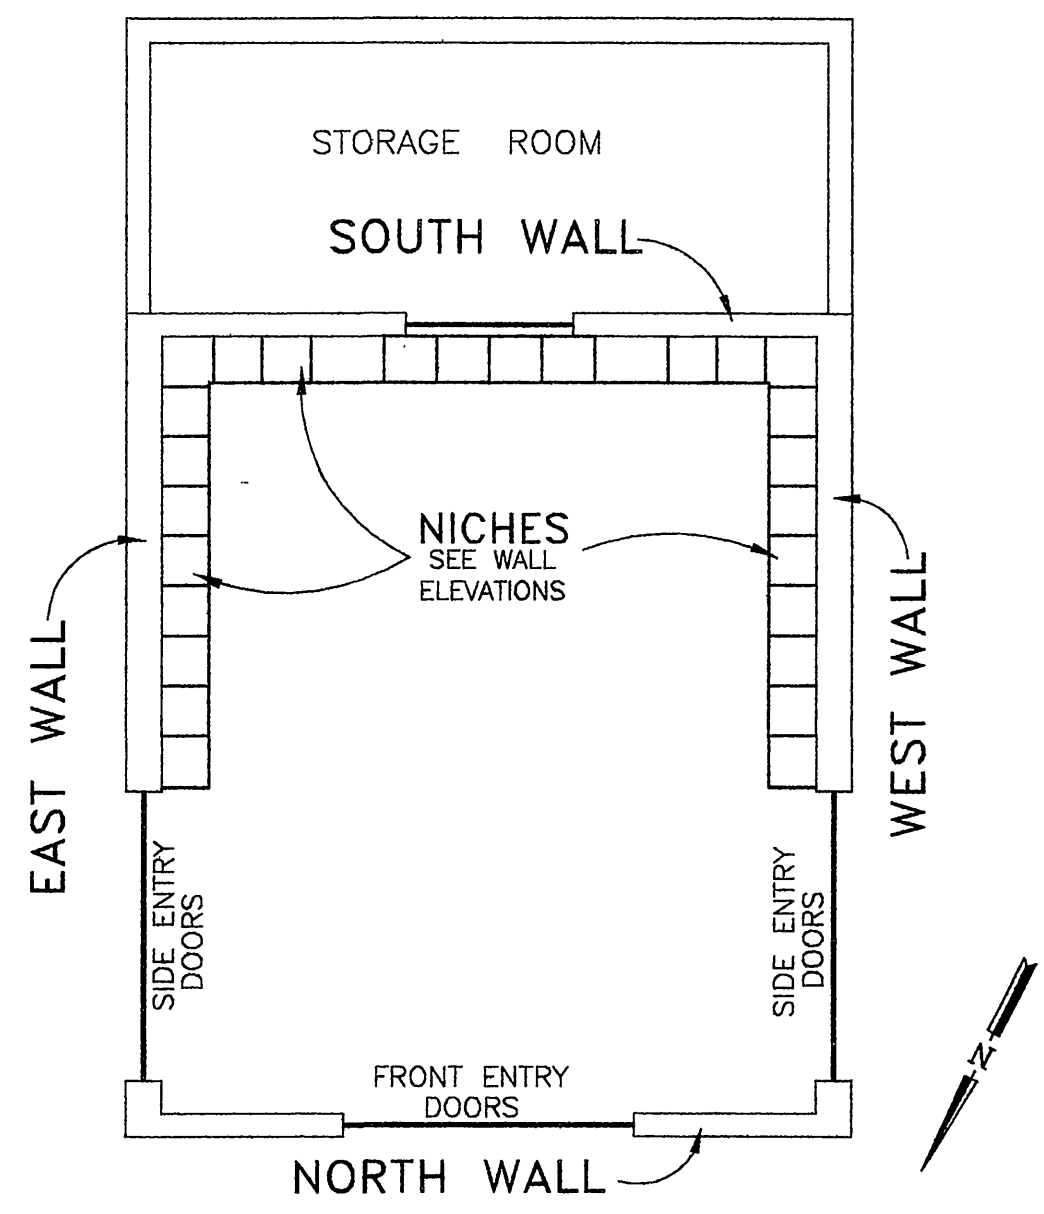 STORAGE ROOM
SOUTH WALL
NICHES
SEE WALL
ELEVATIONS
EAST WALL
WEST WALL
SIDE ENTRY
DOORS
SIDE ENTRY
DOORS
N
FRONT ENTRY
DOORS
NORTH WALL